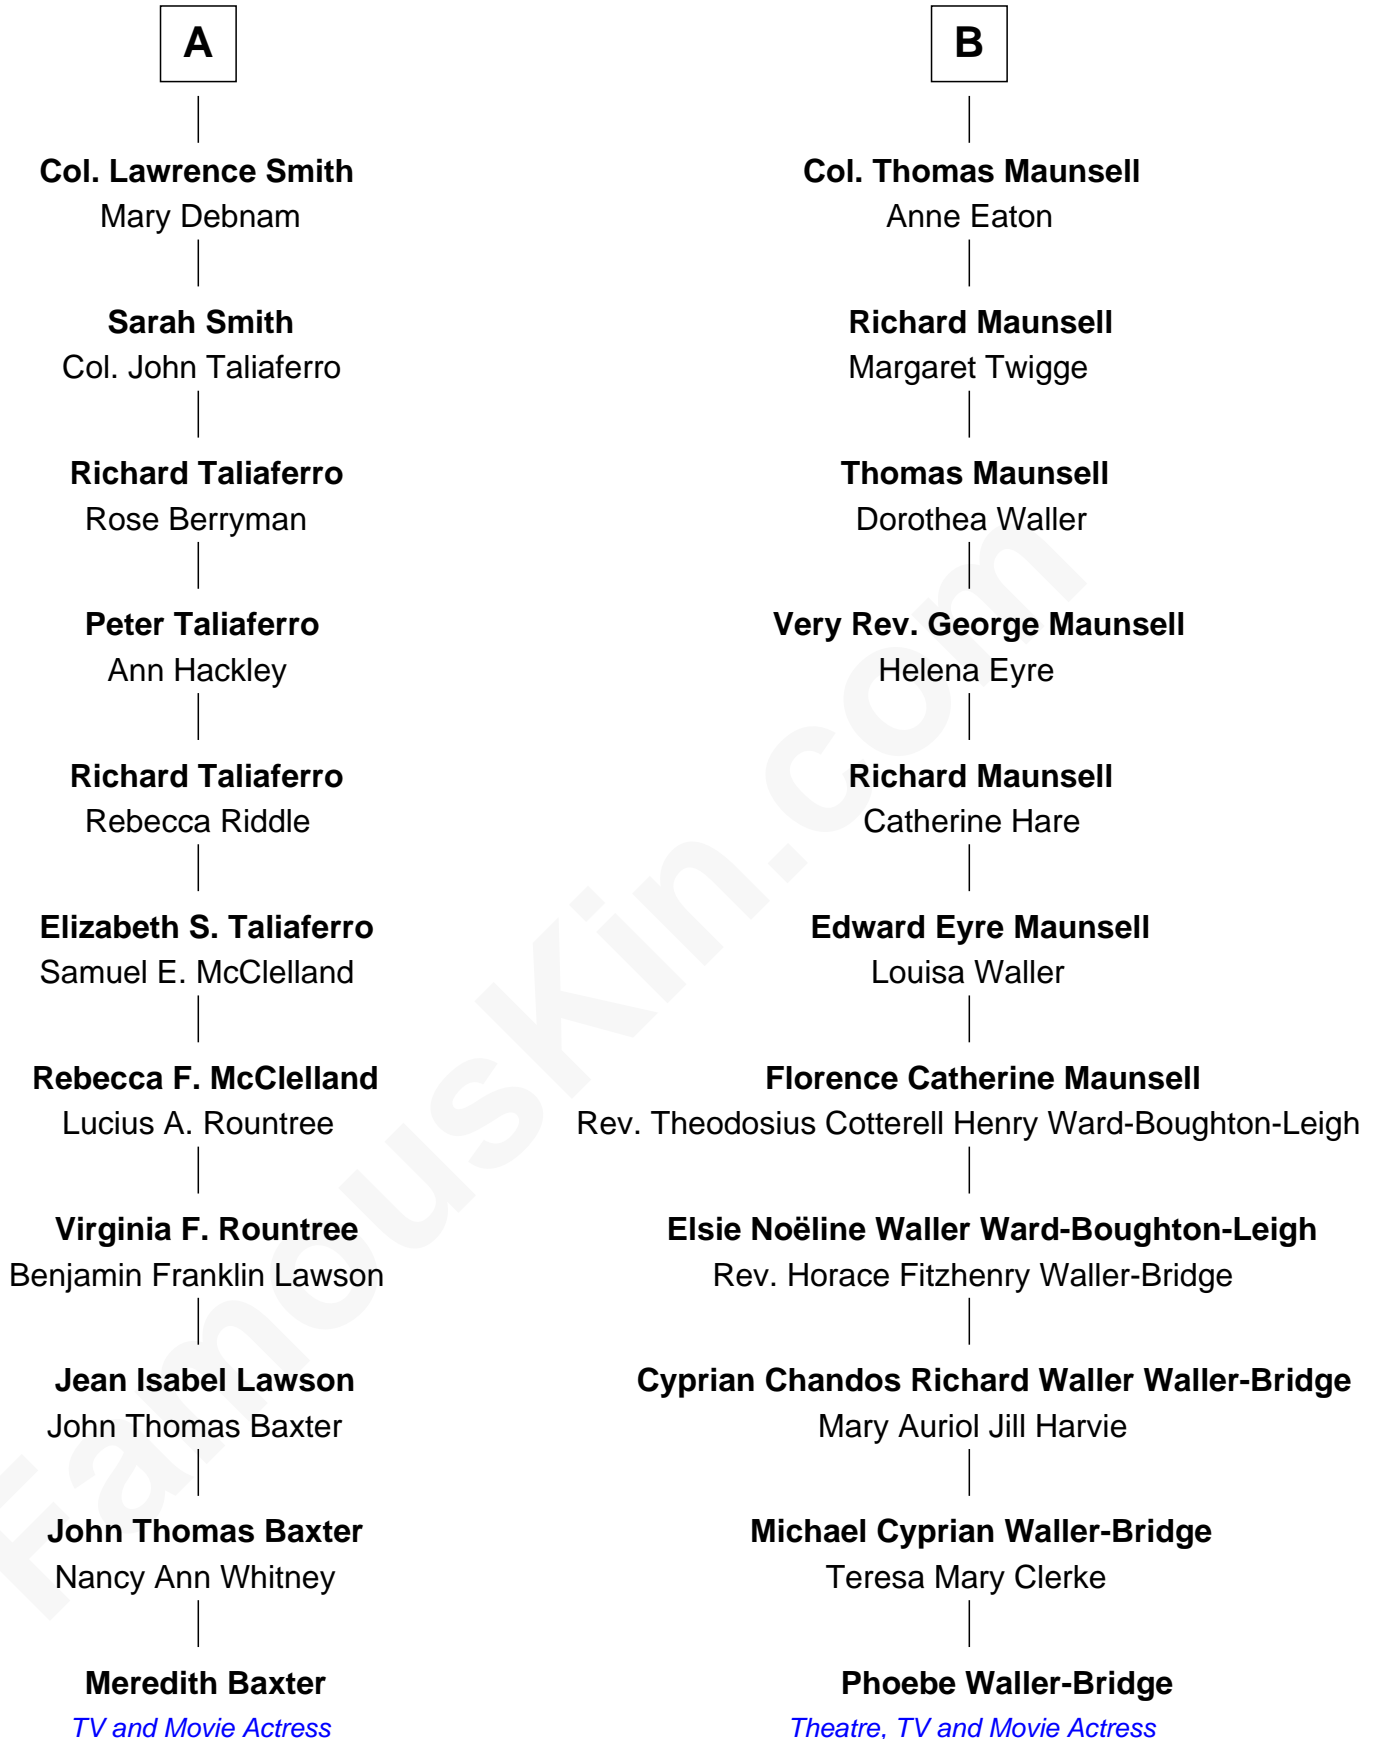 A
Col. Lawrence Smith
Mary Debnam
Sarah Smith
Col. John Taliaferro
Richard Taliaferro
Rose Berryman
Peter Taliaferro
Ann Hackley
Richard Taliaferro
Rebecca Riddle
Elizabeth S. Taliaferro
Samuel E. McClelland
Rebecca F. McClelland
Lucius A. Rountree
Virginia F. Rountree
Benjamin Franklin Lawson
Jean Isabel Lawson
John Thomas Baxter
John Thomas Baxter
Nancy Ann Whitney
Meredith Baxter
TV and Movie Actress
B
Col. Thomas Maunsell
Anne Eaton
Richard Maunsell
Margaret Twigge
Thomas Maunsell
Dorothea Waller
Very Rev. George Maunsell
Helena Eyre
Richard Maunsell
Catherine Hare
Edward Eyre Maunsell
Louisa Waller
Florence Catherine Maunsell
Rev. Theodosius Cotterell Henry Ward-Boughton-Leigh
Elsie Noëline Waller Ward-Boughton-Leigh
Rev. Horace Fitzhenry Waller-Bridge
Cyprian Chandos Richard Waller Waller-Bridge
Mary Auriol Jill Harvie
Michael Cyprian Waller-Bridge
Teresa Mary Clerke
Phoebe Waller-Bridge
Theatre, TV and Movie Actress
FamousKin.com